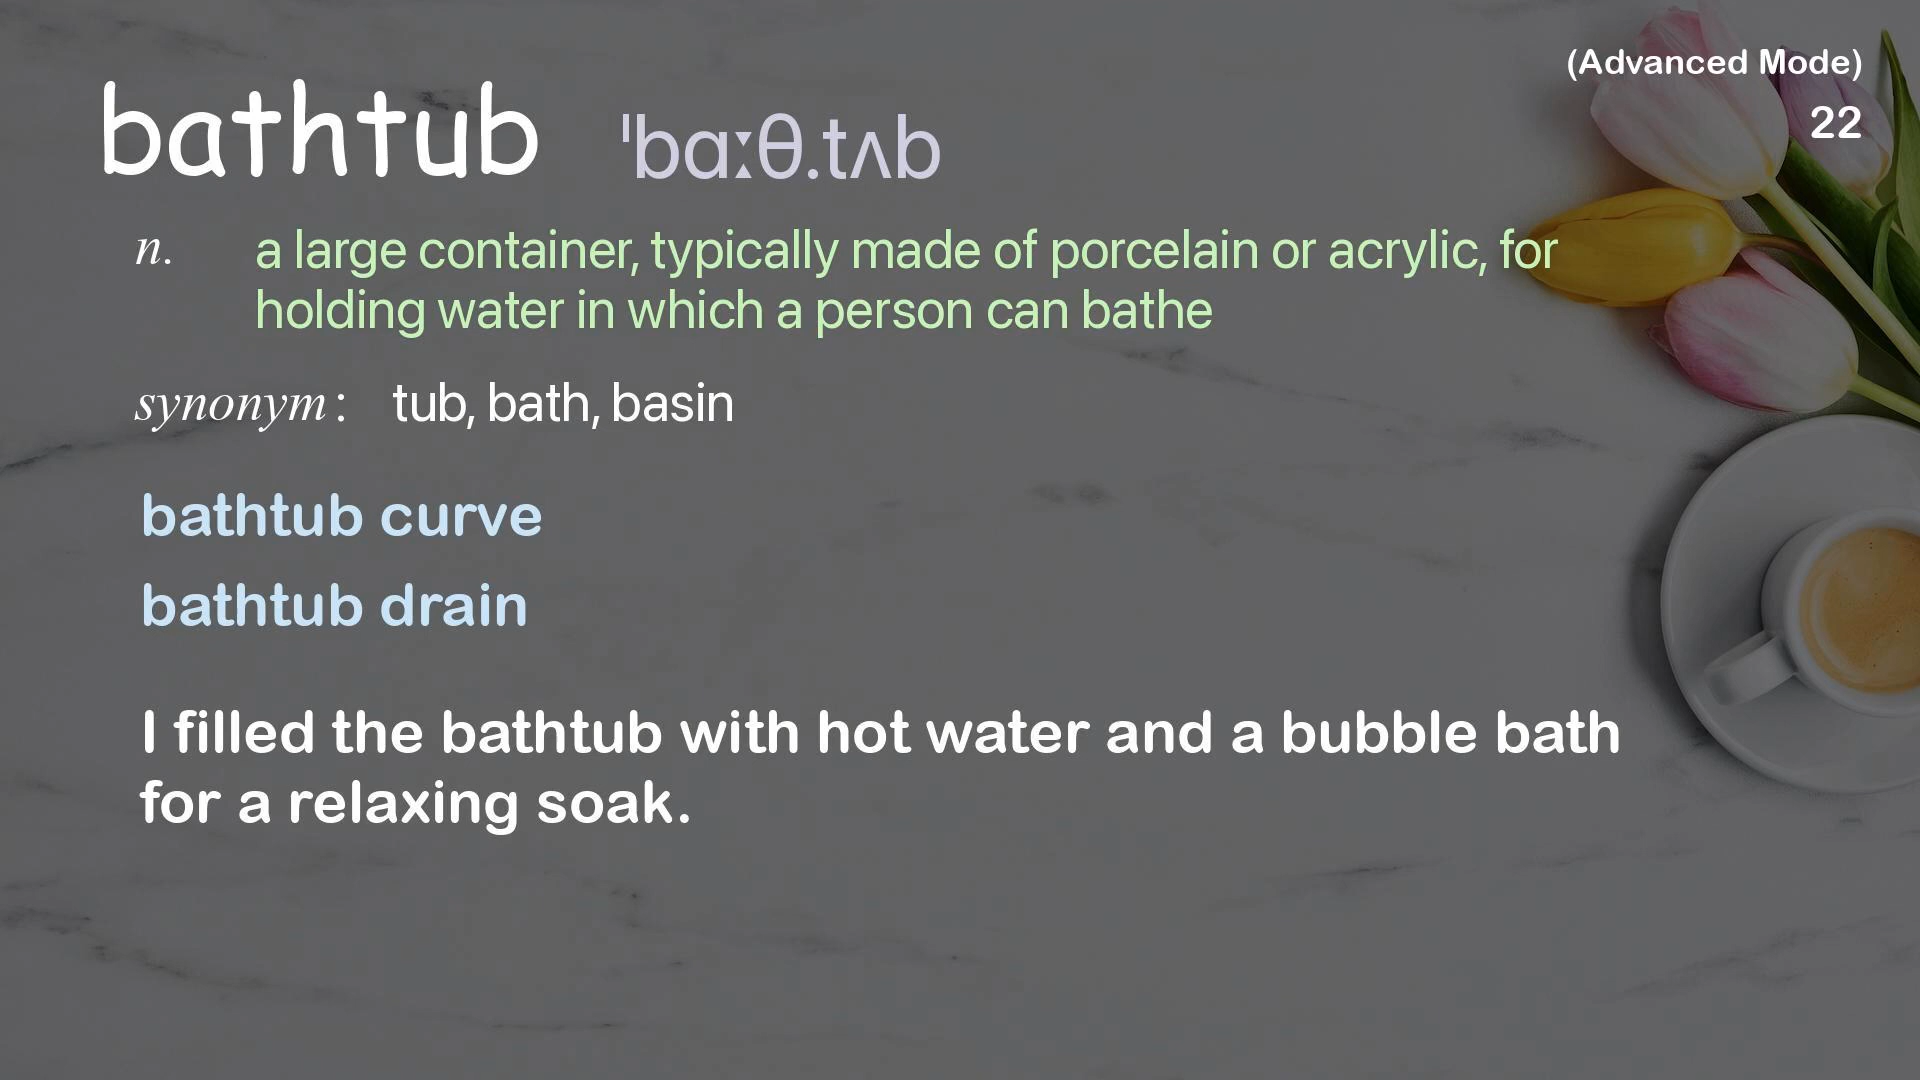 (Advanced Mode)
22
bathtub ˈbɑːθ.tʌb
n. a large container, typically made of porcelain or acrylic, for
holding water in which a person can bathe
synonym: tub, bath, basin
bathtub curve
bathtub drain
I filled the bathtub with hot water and a bubble bath
for a relaxing soak.